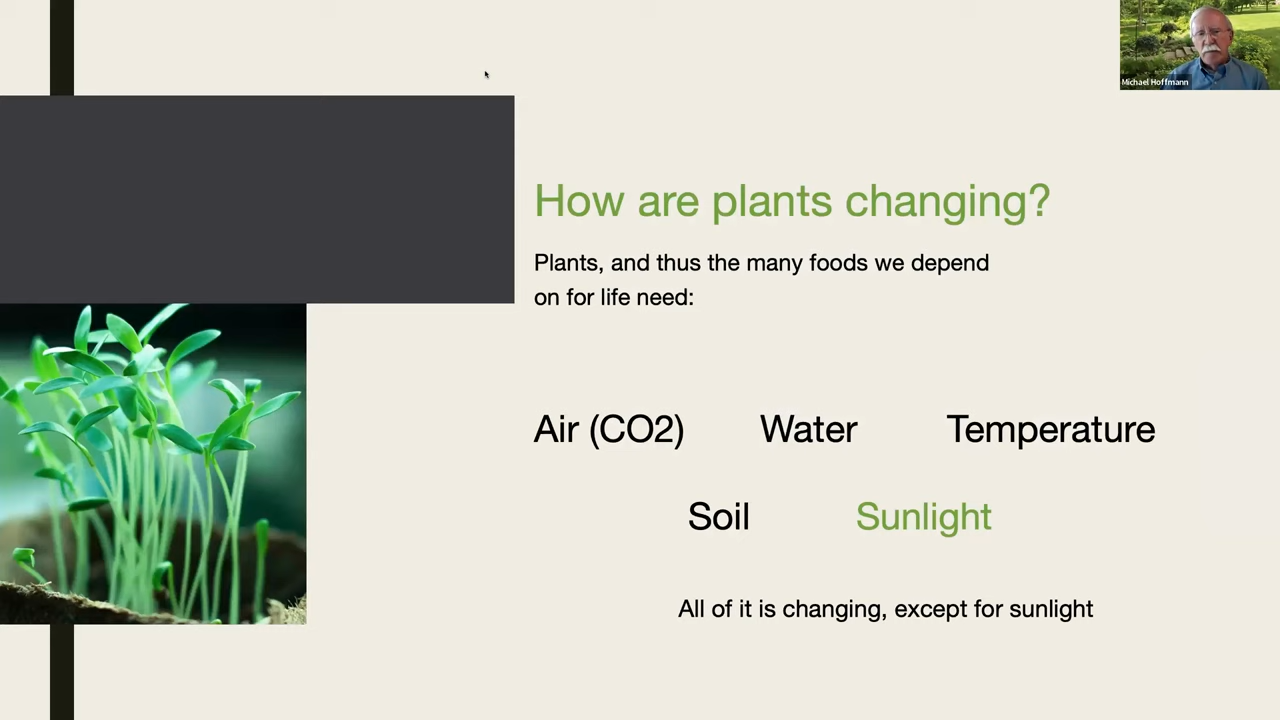 Michael Hoffmann
How are plants changing?
Plants, and thus the many foods we depend
on for life need:
Air (CO2) Water Temperature
Soil Sunlight
All of it is changing, except for sunlight